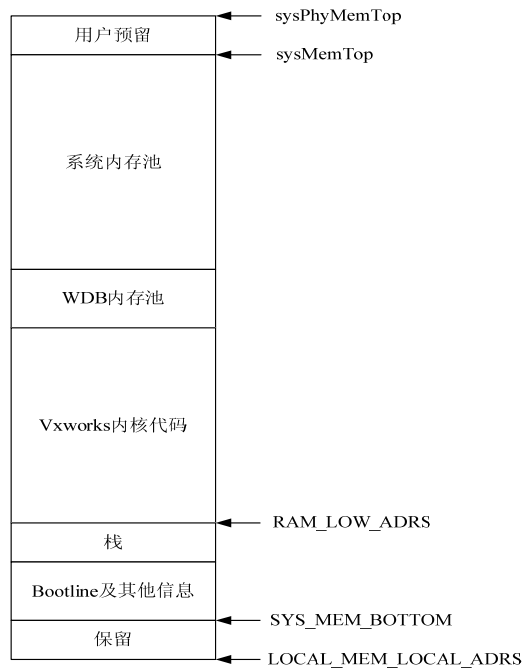 sysPhyMemTop
用户预留
sysMemTop
系统内存池
WDB内存池
Vxworks内核代码
RAM_LOW_ADRS
栈
Bootline及其他信息
SYS_MEM_BOTTOM
保留
LOCAL_MEM_LOCAL_ADRS